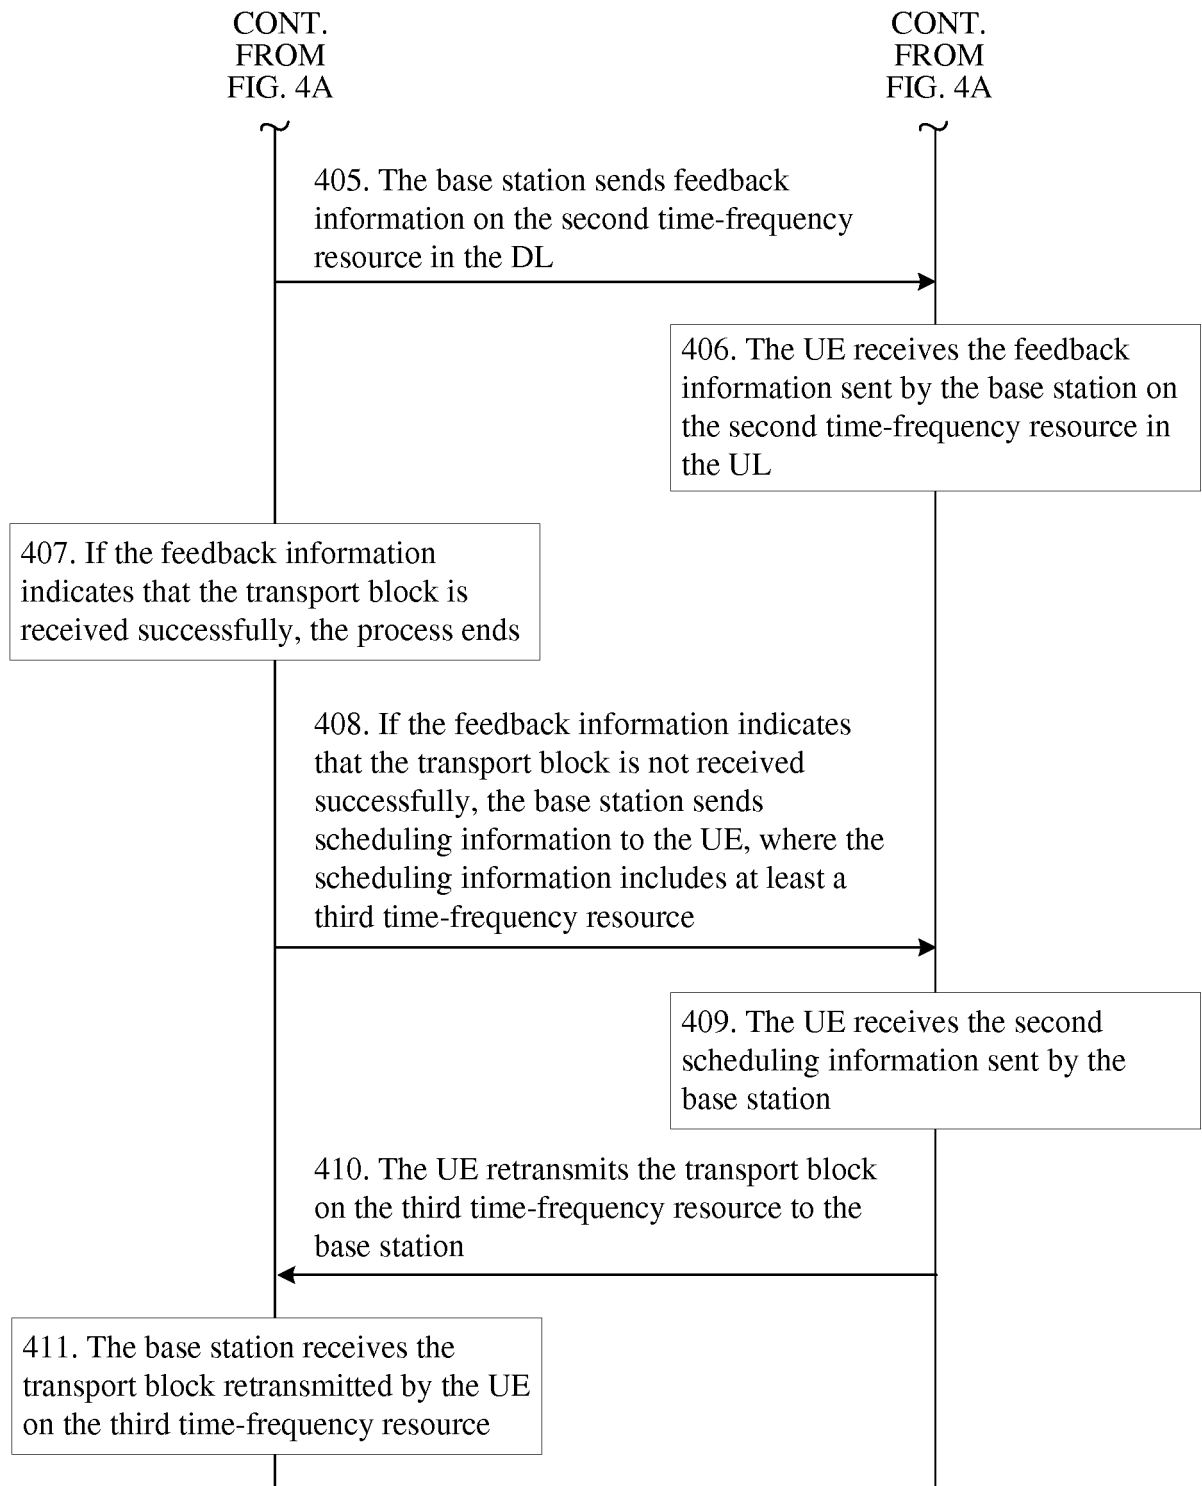 CONT.
FROM
FIG. 4A
CONT.
FROM
FIG. 4A
405. The base station sends feedback
information on the second time-frequency
resource in the DL
406. The UE receives the feedback
information sent by the base station on
the second time-frequency resource in
the UL
407. If the feedback information
indicates that the transport block is
received successfully, the process ends
408. If the feedback information indicates
that the transport block is not received
successfully, the base station sends
scheduling information to the UE, where the
scheduling information includes at least a
third time-frequency resource
409. The UE receives the second
scheduling information sent by the
base station
410. The UE retransmits the transport block
on the third time-frequency resource to the
base station
411. The base station receives the
transport block retransmitted by the UE
on the third time-frequency resource